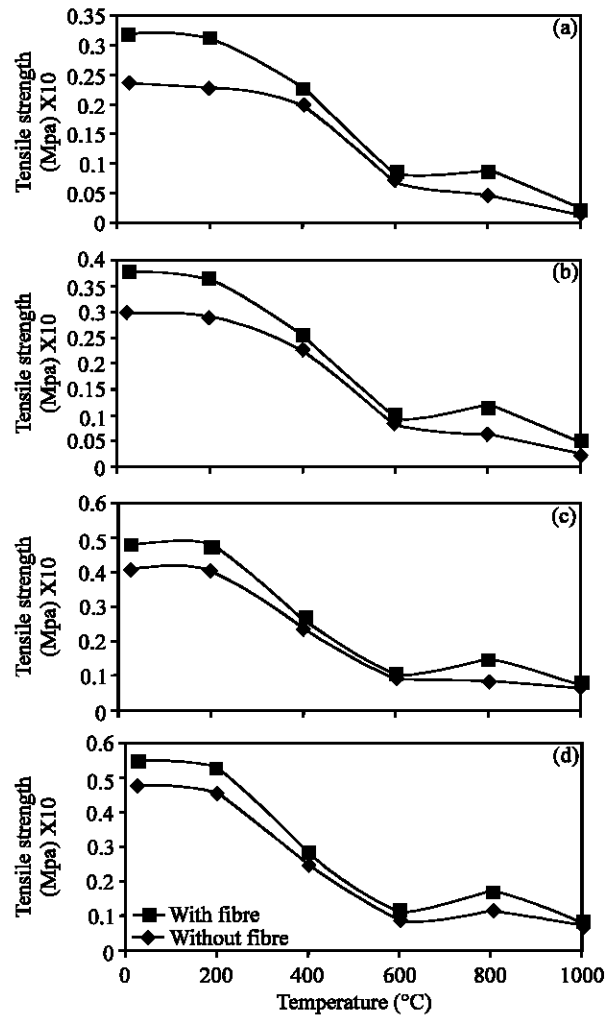 (a)
Tensile strength
(Mpa) X10
0.35
0.3
0.25
0.2
0.15
0.1
0.05
0
(b)
Tensile strength
(Mpa) X10
0.4
0.35
0.3
0.25
0.2
0.15
0.1
0.05
0
(c)
Tensile strength
(Mpa) X10
0.6
0.5
0.4
0.3
0.2
0.1
0
(d)
Tensile strength
(Mpa) X10
0.6
0.5
0.4
0.3
0.2
0.1
0
With fibre
Without fibre
0 200 400 600 800 1000
Temperature (°C)